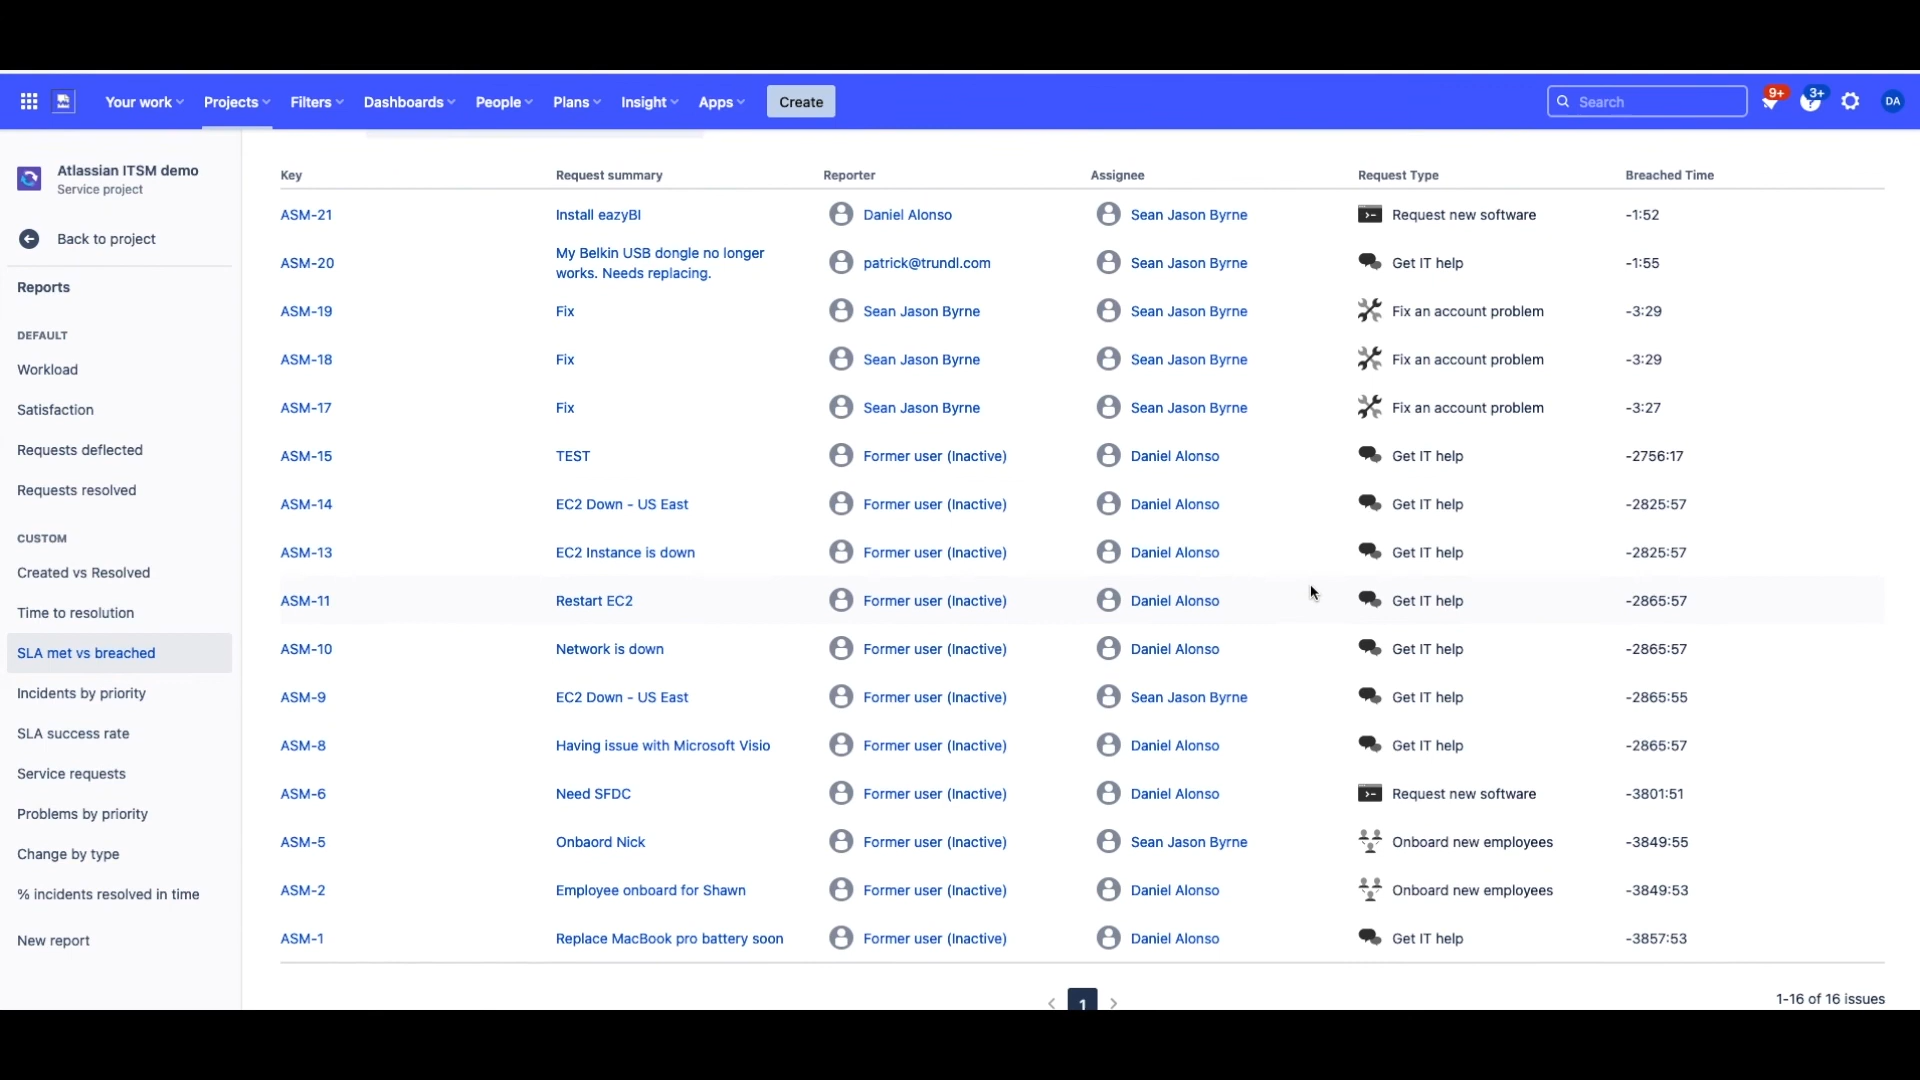 Your work Projects Filters Dashboards People Plans Insight Apps Create Search 9+ 3+ DA
Atlassian ITSM demo
Service project
Back to project
Reports
DEFAULT
Workload
Satisfaction
Requests deflected
Requests resolved
CUSTOM
Created vs Resolved
Time to resolution
SLA met vs breached
Incidents by priority
SLA success rate
Service requests
Problems by priority
Change by type
% incidents resolved in time
New report
Key Request summary Reporter Assignee Request Type Breached Time
ASM-21 Install eazyBI Daniel Alonso Sean Jason Byrne Request new software -1:52
ASM-20 My Belkin USB dongle no longer works. Needs replacing. patrick@trundl.com Sean Jason Byrne Get IT help -1:55
ASM-19 Fix Sean Jason Byrne Sean Jason Byrne Fix an account problem -3:29
ASM-18 Fix Sean Jason Byrne Sean Jason Byrne Fix an account problem -3:29
ASM-17 Fix Sean Jason Byrne Sean Jason Byrne Fix an account problem -3:27
ASM-15 TEST Former user (Inactive) Daniel Alonso Get IT help -2756:17
ASM-14 EC2 Down - US East Former user (Inactive) Daniel Alonso Get IT help -2825:57
ASM-13 EC2 Instance is down Former user (Inactive) Daniel Alonso Get IT help -2825:57
ASM-11 Restart EC2 Former user (Inactive) Daniel Alonso Get IT help -2865:57
ASM-10 Network is down Former user (Inactive) Daniel Alonso Get IT help -2865:57
ASM-9 EC2 Down - US East Former user (Inactive) Sean Jason Byrne Get IT help -2865:55
ASM-8 Having issue with Microsoft Visio Former user (Inactive) Daniel Alonso Get IT help -2865:57
ASM-6 Need SFDC Former user (Inactive) Daniel Alonso Request new software -3801:51
ASM-5 Onbaord Nick Former user (Inactive) Sean Jason Byrne Onboard new employees -3849:55
ASM-2 Employee onboard for Shawn Former user (Inactive) Daniel Alonso Onboard new employees -3849:53
ASM-1 Replace MacBook pro battery soon Former user (Inactive) Daniel Alonso Get IT help -3857:53
1
1-16 of 16 issues